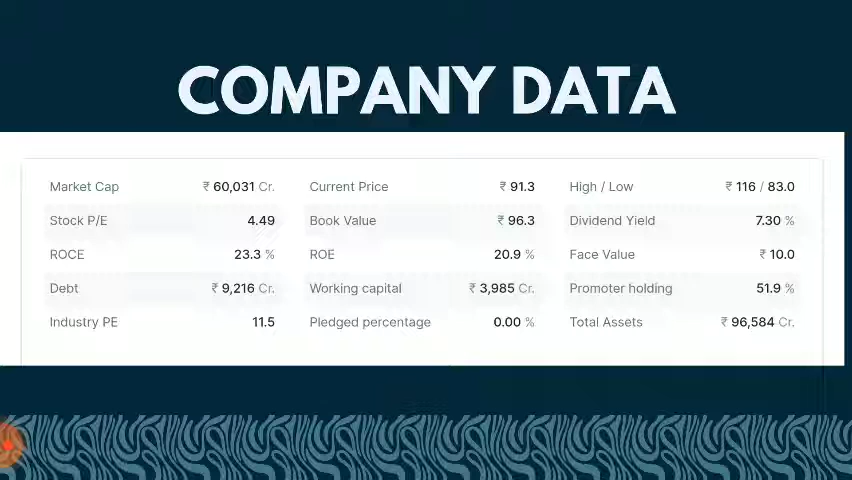 COMPANY DATA
Market Cap ₹ 60,031 Cr. Current Price ₹ 91.3 High / Low ₹ 116 / 83.0
Stock P/E 4.49 Book Value ₹ 96.3 Dividend Yield 7.30 %
ROCE 23.3 % ROE 20.9 % Face Value ₹ 10.0
Debt ₹ 9,216 Cr. Working capital ₹ 3,985 Cr. Promoter holding 51.9 %
Industry PE 11.5 Pledged percentage 0.00 % Total Assets ₹ 96,584 Cr.